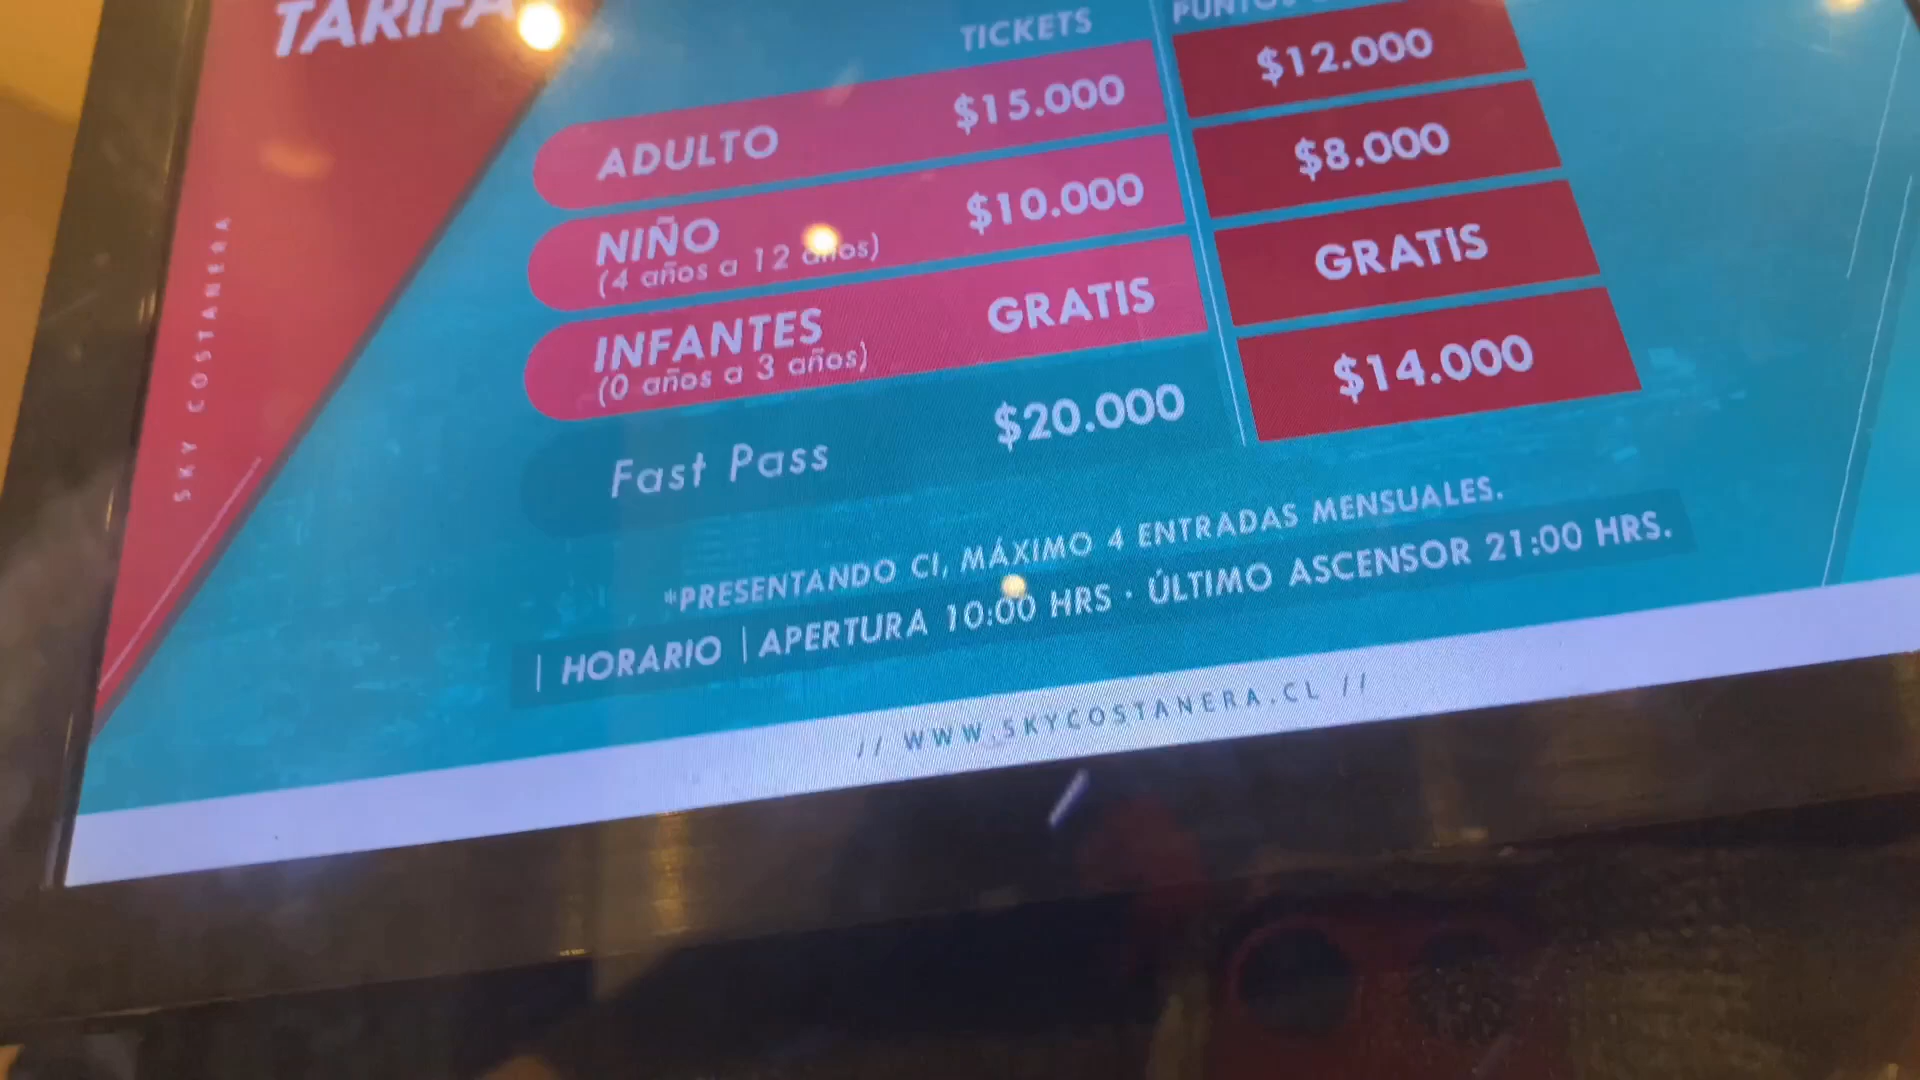 TARIFA
TICKETS
ADULTO $15.000 $12.000
NIÑO $10.000 $8.000
(4 años a 12 años)
INFANTES GRATIS GRATIS
(0 años a 3 años)
Fast Pass $20.000 $14.000
*PRESENTANDO CI, MÁXIMO 4 ENTRADAS MENSUALES.
| HORARIO | APERTURA 10:00 HRS · ÚLTIMO ASCENSOR 21:00 HRS.
// WWW.SKYCOSTANERA.CL //
SKY COSTANERA